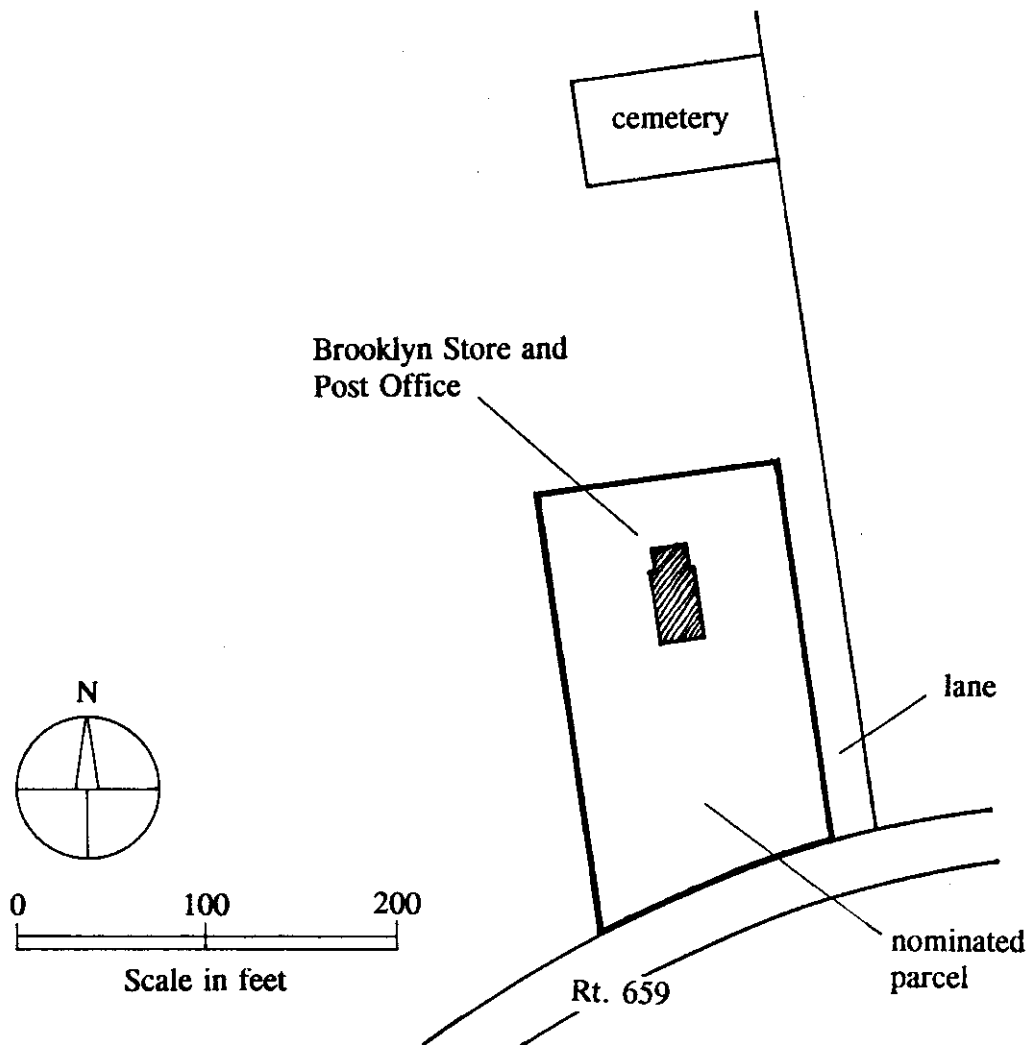 cemetery
Brooklyn Store and
Post Office
lane
N
0 100 200
Scale in feet
nominated
parcel
Rt. 659